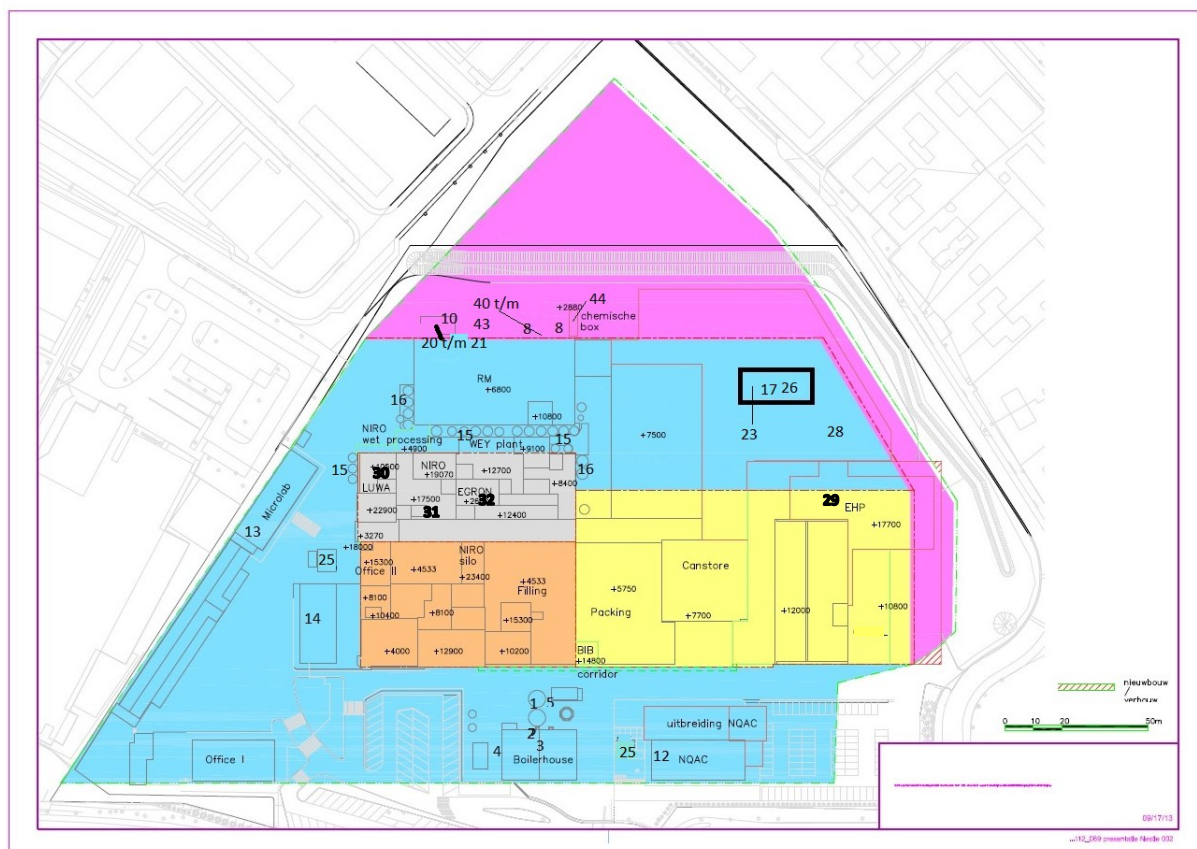 40 t/m
44
+2880
chemische
box
10
43
8
8
20 t/m 21
RM
+6800
16
+10800
17 26
23
28
+7500
NIRO
wet processing
15
WEY plant
15
+4900
+9100
15
16
30
NIRO
+19070
+12700
LUWA
EGRON
32
+8400
+17500
31
+12400
+22900
29
EHP
+17700
Microlab
13
+3270
+18000
25
+15300
Office II
+4533
NIRO
silo
+23400
+4533
Filling
Canstore
+5750
+8100
+10400
+8100
+15300
Packing
+7700
+12000
+10800
14
+4000
+12900
+10200
BIB
+14800
corridor
1
5
2
3
4
Boilerhouse
Office I
uitbreiding NQAC
25
12
NQAC
nieuwbouw
/
verbouw
0 10 20 50m
09/17/13
...\12_089 presentatie Nestle 002